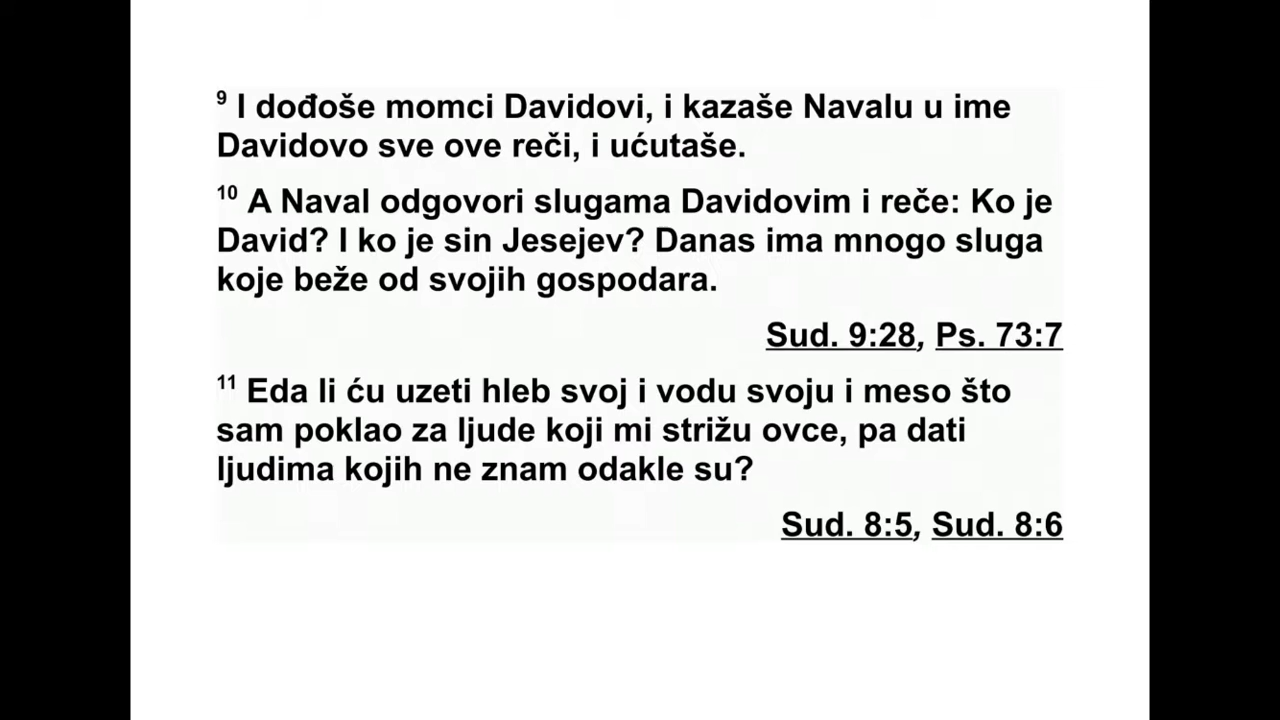 9 I dođoše momci Davidovi, i kazaše Navalu u ime
Davidovo sve ove reči, i ućutaše.
10 A Naval odgovori slugama Davidovim i reče: Ko je
David? I ko je sin Jesejev? Danas ima mnogo sluga
koje beže od svojih gospodara.
Sud. 9:28, Ps. 73:7
11 Eda li ću uzeti hleb svoj i vodu svoju i meso što
sam poklao za ljude koji mi strižu ovce, pa dati
ljudima kojih ne znam odakle su?
Sud. 8:5, Sud. 8:6